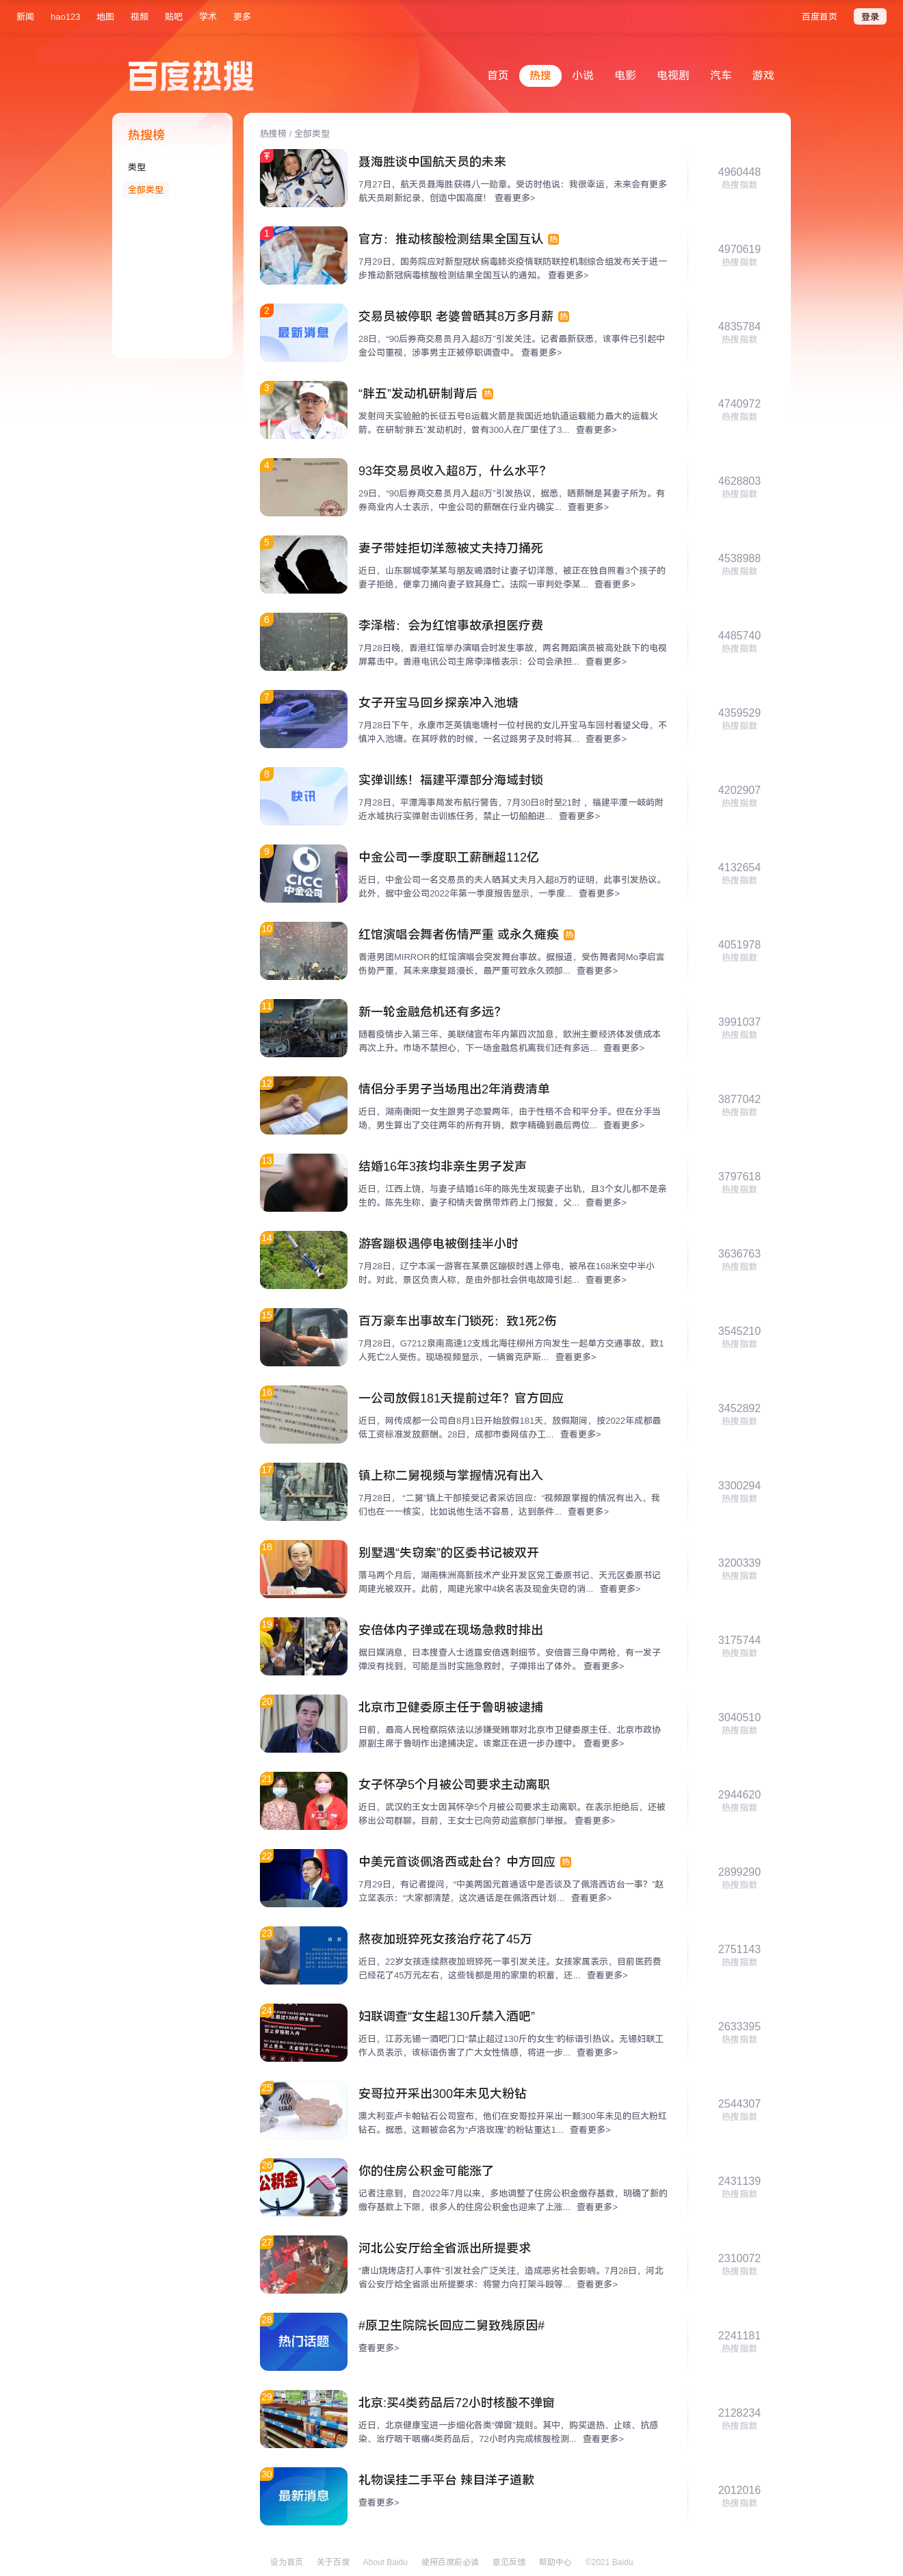 新闻 hao123 地图 视频 贴吧 学术 更多 百度首页 登录
百度热搜 首页 热搜 小说 电影 电视剧 汽车 游戏
热搜榜
类型
全部类型
热搜榜 / 全部类型
聂海胜谈中国航天员的未来
7月27日，航天员聂海胜获得八一勋章。受访时他说：我很幸运，未来会有更多
航天员刷新纪录，创造中国高度！ 查看更多>
4960448
热搜指数
1
官方：推动核酸检测结果全国互认 热
7月29日，国务院应对新型冠状病毒肺炎疫情联防联控机制综合组发布关于进一
步推动新冠病毒核酸检测结果全国互认的通知。 查看更多>
4970619
热搜指数
2
最新消息
交易员被停职 老婆曾晒其8万多月薪 热
28日，“90后券商交易员月入超8万”引发关注。记者最新获悉，该事件已引起中
金公司重视，涉事男主正被停职调查中。 查看更多>
4835784
热搜指数
3
“胖五”发动机研制背后 热
发射问天实验舱的长征五号B运载火箭是我国近地轨道运载能力最大的运载火
箭。在研制“胖五”发动机时，曾有300人在厂里住了3... 查看更多>
4740972
热搜指数
4
93年交易员收入超8万，什么水平？
29日，“90后券商交易员月入超8万”引发热议，据悉，晒薪酬是其妻子所为。有
券商业内人士表示，中金公司的薪酬在行业内确实... 查看更多>
4628803
热搜指数
5
妻子带娃拒切洋葱被丈夫持刀捅死
近日，山东聊城李某某与朋友喝酒时让妻子切洋葱，被正在独自照看3个孩子的
妻子拒绝，便拿刀捅向妻子致其身亡。法院一审判处李某... 查看更多>
4538988
热搜指数
6
李泽楷：会为红馆事故承担医疗费
7月28日晚，香港红馆举办演唱会时发生事故，两名舞蹈演员被高处跌下的电视
屏幕击中。香港电讯公司主席李泽楷表示：公司会承担... 查看更多>
4485740
热搜指数
7
女子开宝马回乡探亲冲入池塘
7月28日下午，永康市芝英镇亳塘村一位村民的女儿开宝马车回村看望父母，不
慎冲入池塘。在其呼救的时候，一名过路男子及时将其... 查看更多>
4359529
热搜指数
8
快讯
实弹训练！福建平潭部分海域封锁
7月28日，平潭海事局发布航行警告，7月30日8时至21时 ，福建平潭一岐屿附
近水域执行实弹射击训练任务，禁止一切船舶进... 查看更多>
4202907
热搜指数
9
CICC
中金公司
中金公司一季度职工薪酬超112亿
近日，中金公司一名交易员的夫人晒其丈夫月入超8万的证明，此事引发热议。
此外，据中金公司2022年第一季度报告显示，一季度... 查看更多>
4132654
热搜指数
10
红馆演唱会舞者伤情严重 或永久瘫痪 热
香港男团MIRROR的红馆演唱会突发舞台事故。据报道，受伤舞者阿Mo李启言
伤势严重，其未来康复路漫长，最严重可致永久颈部... 查看更多>
4051978
热搜指数
11
新一轮金融危机还有多远？
随着疫情步入第三年、美联储宣布年内第四次加息，欧洲主要经济体发债成本
再次上升。市场不禁担心，下一场金融危机离我们还有多远... 查看更多>
3991037
热搜指数
12
情侣分手男子当场甩出2年消费清单
近日，湖南衡阳一女生跟男子恋爱两年，由于性格不合和平分手。但在分手当
场，男生算出了交往两年的所有开销，数字精确到最后两位... 查看更多>
3877042
热搜指数
13
结婚16年3孩均非亲生男子发声
近日，江西上饶，与妻子结婚16年的陈先生发现妻子出轨，且3个女儿都不是亲
生的。陈先生称，妻子和情夫曾携带炸药上门报复，父... 查看更多>
3797618
热搜指数
14
游客蹦极遇停电被倒挂半小时
7月28日，辽宁本溪一游客在某景区蹦极时遇上停电，被吊在168米空中半小
时。对此，景区负责人称，是由外部社会供电故障引起... 查看更多>
3636763
热搜指数
15
百万豪车出事故车门锁死：致1死2伤
7月28日，G7212泉南高速12支线北海往柳州方向发生一起单方交通事故，致1
人死亡2人受伤。现场视频显示，一辆雷克萨斯... 查看更多>
3545210
热搜指数
16
一公司放假181天提前过年？官方回应
近日，网传成都一公司自8月1日开始放假181天，放假期间，按2022年成都最
低工资标准发放薪酬。28日，成都市委网信办工... 查看更多>
3452892
热搜指数
17
镇上称二舅视频与掌握情况有出入
7月28日， “二舅”镇上干部接受记者采访回应：“视频跟掌握的情况有出入，我
们也在一一核实，比如说他生活不容易，达到条件... 查看更多>
3300294
热搜指数
18
别墅遇“失窃案”的区委书记被双开
落马两个月后，湖南株洲高新技术产业开发区党工委原书记、天元区委原书记
周建光被双开。此前，周建光家中4块名表及现金失窃的消... 查看更多>
3200339
热搜指数
19
安倍体内子弹或在现场急救时排出
据日媒消息，日本搜查人士透露安倍遇刺细节。安倍晋三身中两枪，有一发子
弹没有找到，可能是当时实施急救时，子弹排出了体外。 查看更多>
3175744
热搜指数
20
北京市卫健委原主任于鲁明被逮捕
日前，最高人民检察院依法以涉嫌受贿罪对北京市卫健委原主任、北京市政协
原副主席于鲁明作出逮捕决定。该案正在进一步办理中。 查看更多>
3040510
热搜指数
21
女子怀孕5个月被公司要求主动离职
近日，武汉的王女士因其怀孕5个月被公司要求主动离职。在表示拒绝后，还被
移出公司群聊。目前，王女士已向劳动监察部门举报。 查看更多>
2944620
热搜指数
22
中美元首谈佩洛西或赴台？中方回应 热
7月29日，有记者提问，“中美两国元首通话中是否谈及了佩洛西访台一事？”赵
立坚表示：“大家都清楚，这次通话是在佩洛西计划... 查看更多>
2899290
热搜指数
23
熬夜加班猝死女孩治疗花了45万
近日，22岁女孩连续熬夜加班猝死一事引发关注。女孩家属表示，目前医药费
已经花了45万元左右，这些钱都是用的家里的积蓄，还... 查看更多>
2751143
热搜指数
24
妇联调查“女生超130斤禁入酒吧”
近日，江苏无锡一酒吧门口“禁止超过130斤的女生”的标语引热议。无锡妇联工
作人员表示，该标语伤害了广大女性情感，将进一步... 查看更多>
2633395
热搜指数
25
LULO
安哥拉开采出300年未见大粉钻
澳大利亚卢卡帕钻石公司宣布，他们在安哥拉开采出一颗300年未见的巨大粉红
钻石。据悉，这颗被命名为“卢洛玫瑰”的粉钻重达1... 查看更多>
2544307
热搜指数
26
公积金
你的住房公积金可能涨了
记者注意到，自2022年7月以来，多地调整了住房公积金缴存基数，明确了新的
缴存基数上下限，很多人的住房公积金也迎来了上涨... 查看更多>
2431139
热搜指数
27
河北公安厅给全省派出所提要求
“唐山烧烤店打人事件”引发社会广泛关注，造成恶劣社会影响。7月28日，河北
省公安厅给全省派出所提要求：将警力向打架斗殴等... 查看更多>
2310072
热搜指数
28
热门话题
#原卫生院院长回应二舅致残原因#
查看更多>
2241181
热搜指数
29
北京:买4类药品后72小时核酸不弹窗
近日，北京健康宝进一步细化各类“弹窗”规则。其中，购买退热、止咳、抗感
染、治疗咽干咽痛4类药品后，72小时内完成核酸检测... 查看更多>
2128234
热搜指数
30
最新消息
礼物误挂二手平台 辣目洋子道歉
查看更多>
2012016
热搜指数
设为首页 关于百度 About Baidu 使用百度前必读 意见反馈 帮助中心 ©2021 Baidu